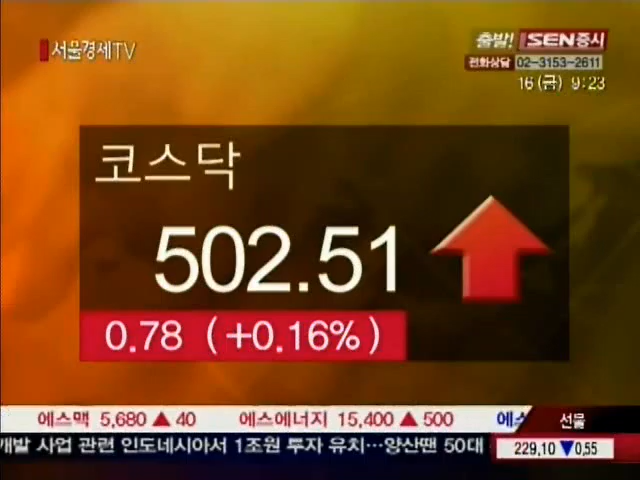 서울경제TV
출발! SEN증시
전화상담 02-3153-2611
16(금) 9:23
코스닥
502.51
0.78 (+0.16%)
에스맥 5,680 ▲ 40 에스에너지 15,400 ▲ 500 에스
선물
개발 사업 관련 인도네시아서 1조원 투자 유치…양산땐 50대
229,10 ▼0,55